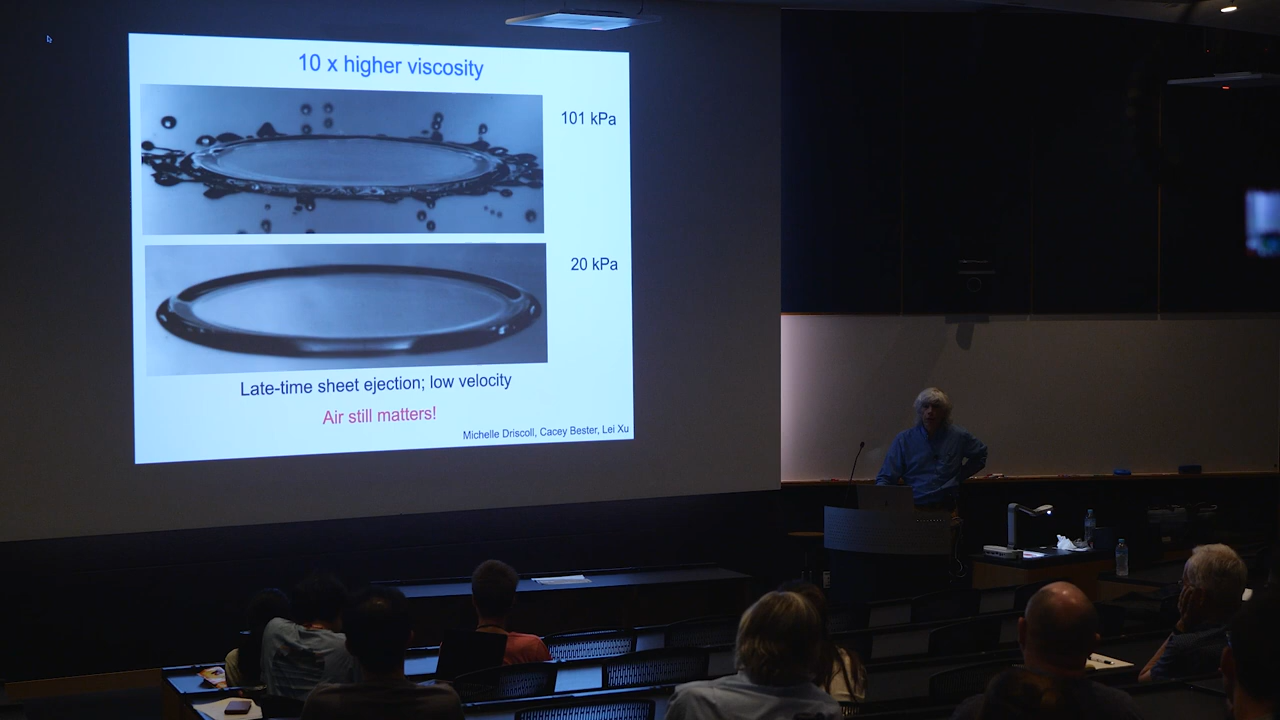 10 x higher viscosity
101 kPa
20 kPa
Late-time sheet ejection; low velocity
Air still matters!
Michelle Driscoll, Cacey Bester, Lei Xu